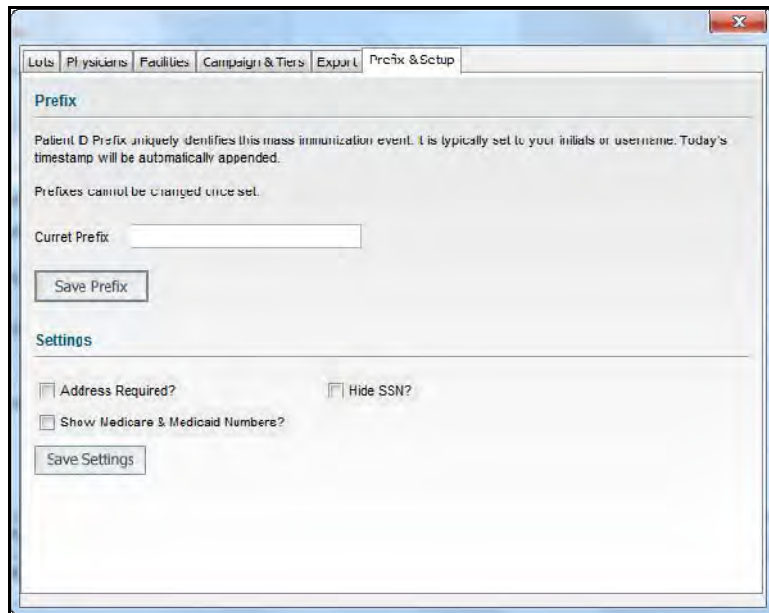 Lots Physicians Facilities Campaign & Tiers Export Prefix & Setup
Prefix
Patient ID Prefix uniquely identifies this mass immunization event. It is typically set to your initials or username. Today's
timestamp will be automatically appended.
Prefixes cannot be changed once set.
Curret Prefix
Save Prefix
Settings
Address Required? Hide SSN?
Show Medicare & Medicaid Numbers?
Save Settings